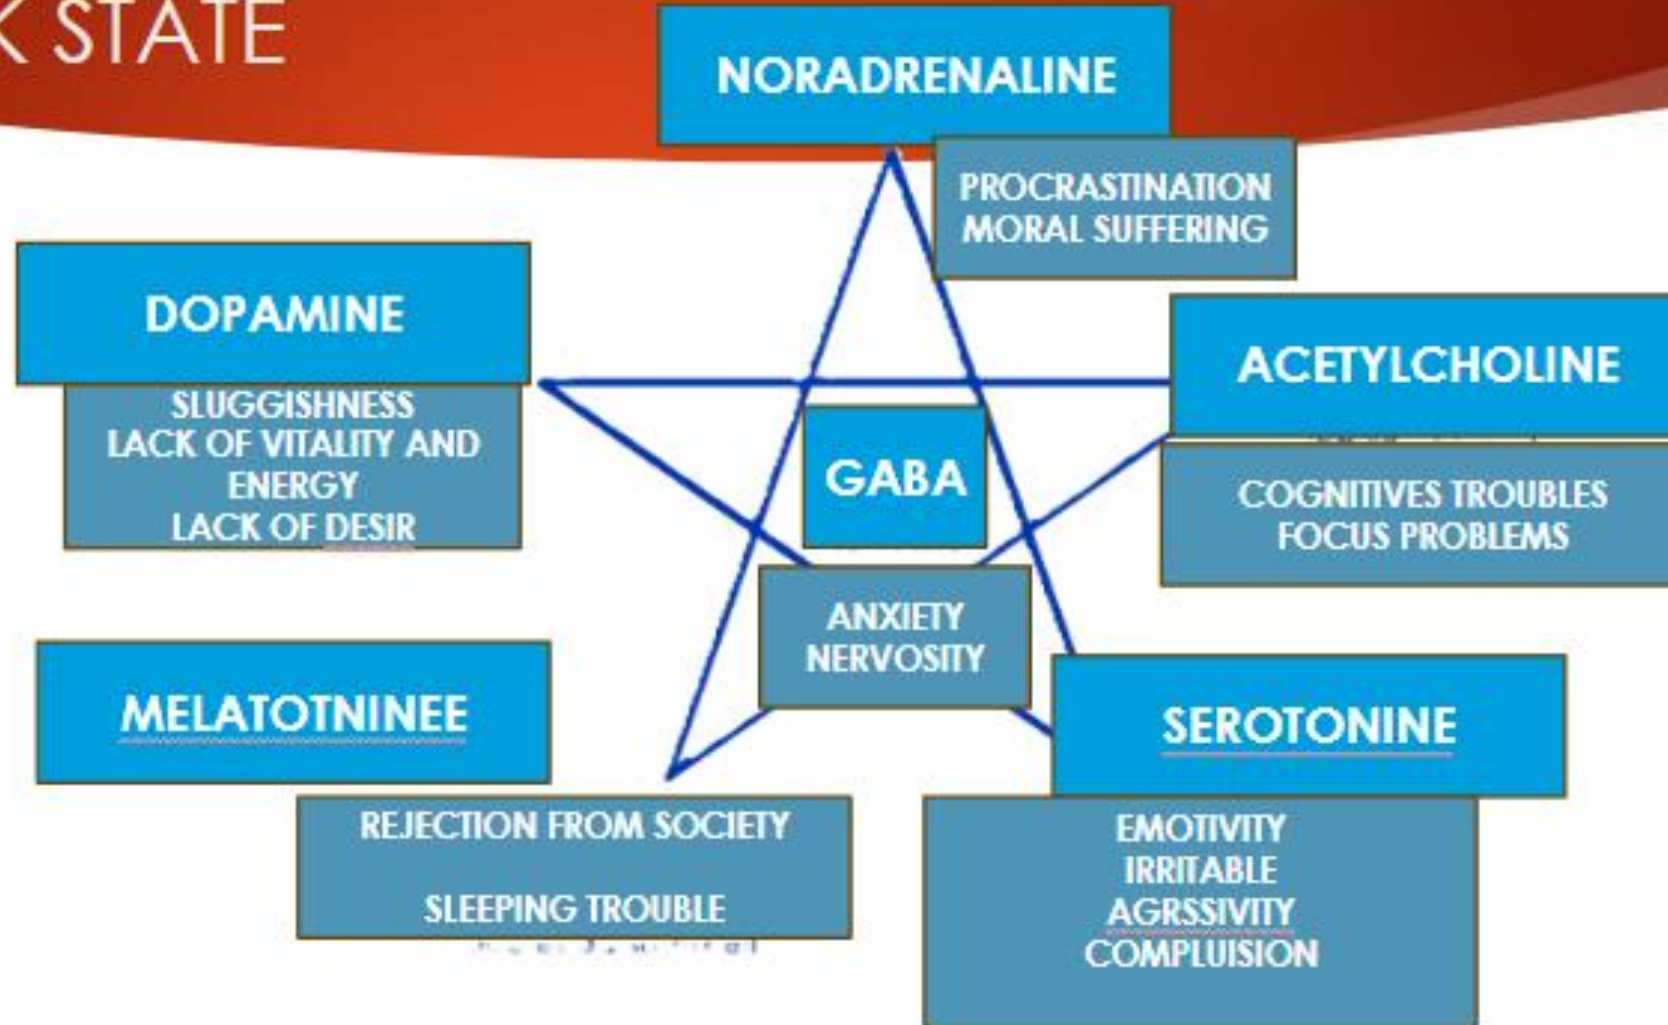 K STATE
NORADRENALINE
PROCRASTINATION
MORAL SUFFERING
DOPAMINE
SLUGGISHNESS
LACK OF VITALITY AND
ENERGY
LACK OF DESIR
ACETYLCHOLINE
COGNITIVES TROUBLES
FOCUS PROBLEMS
GABA
ANXIETY
NERVOSITY
MELATOTNINEE
REJECTION FROM SOCIETY
SLEEPING TROUBLE
SEROTONINE
EMOTIVITY
IRRITABLE
AGRSSIVITY
COMPLUISION